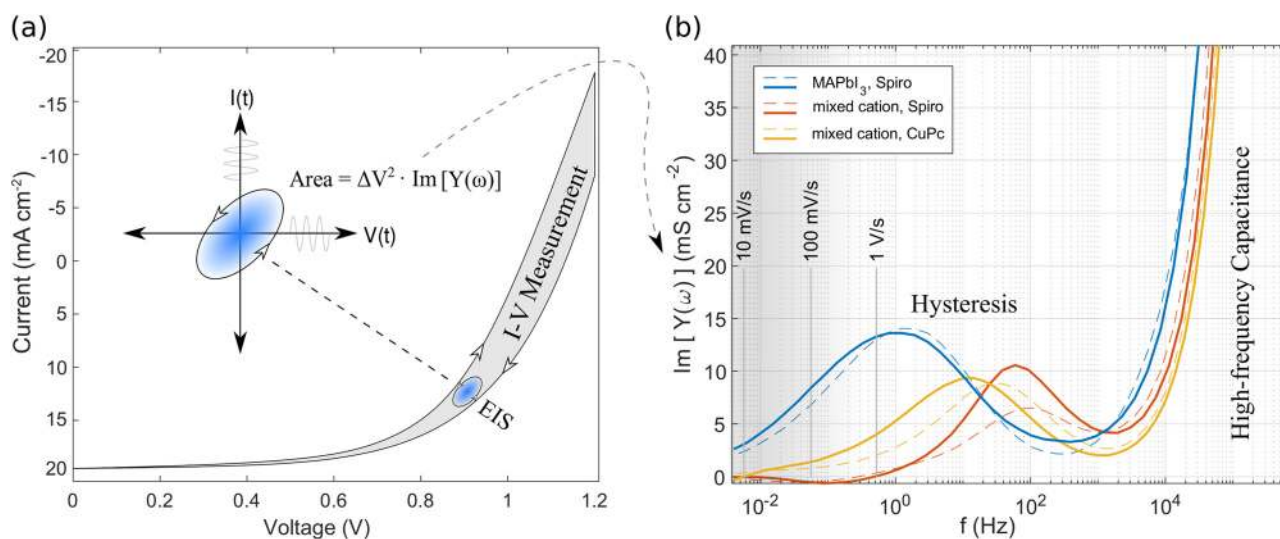 (a)
-20
-15
-10
-5
0
5
10
15
20
Current (mA cm-2)
0
0.2
0.4
0.6
0.8
1
1.2
Voltage (V)
I(t)
V(t)
Area = ΔV² · Im [Y(ω)]
I-V Measurement
EIS
(b)
40
35
30
25
20
15
10
5
0
Im [ Y(ω) ] (mS cm-2)
MAPbI3, Spiro
mixed cation, Spiro
mixed cation, CuPc
10 mV/s
100 mV/s
1 V/s
Hysteresis
High-frequency Capacitance
10-2
100
102
104
f (Hz)